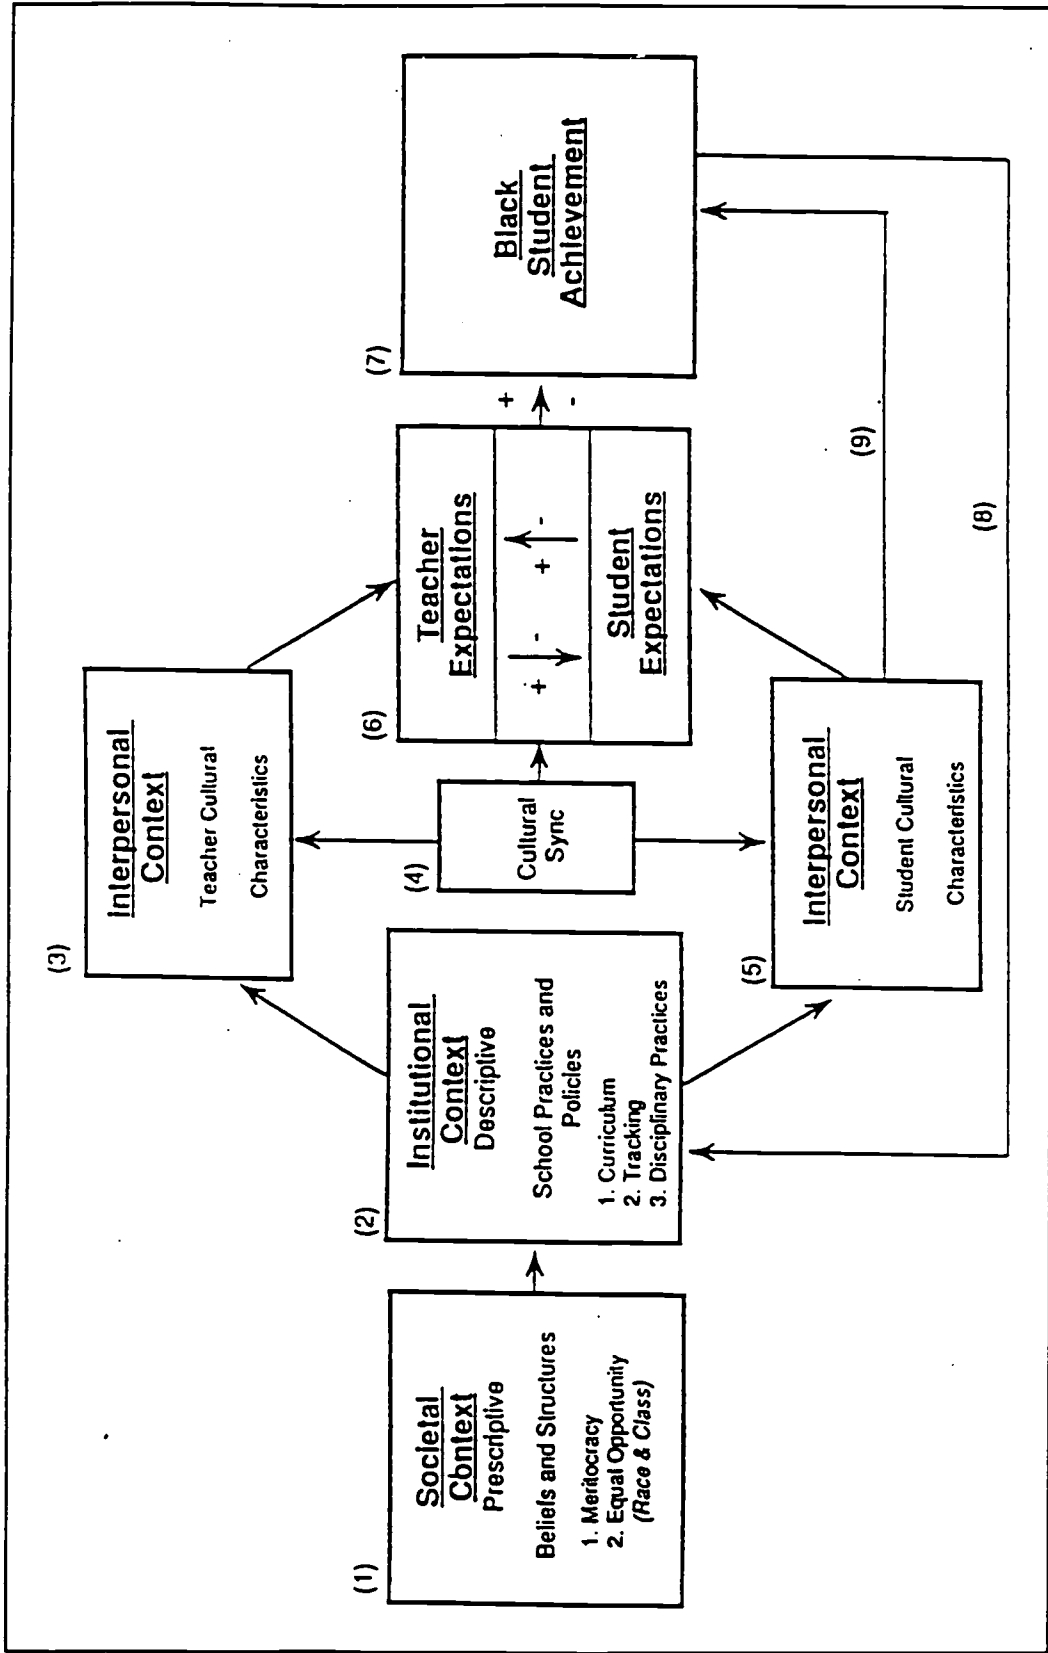 (1)
Societal
Context
Prescriptive
Beliefs and Structures
1. Meritocracy
2. Equal Opportunity
(Race & Class)
(2)
Institutional
Context
Descriptive
School Practices and
Policies
1. Curriculum
2. Tracking
3. Disciplinary Practices
(3)
Interpersonal
Context
Teacher Cultural
Characteristics
(4)
Cultural
Sync
(5)
Interpersonal
Context
Student Cultural
Characteristics
(6)
Teacher
Expectations
+ -
+ -
Student
Expectations
+
-
(7)
Black
Student
Achievement
(9)
(8)